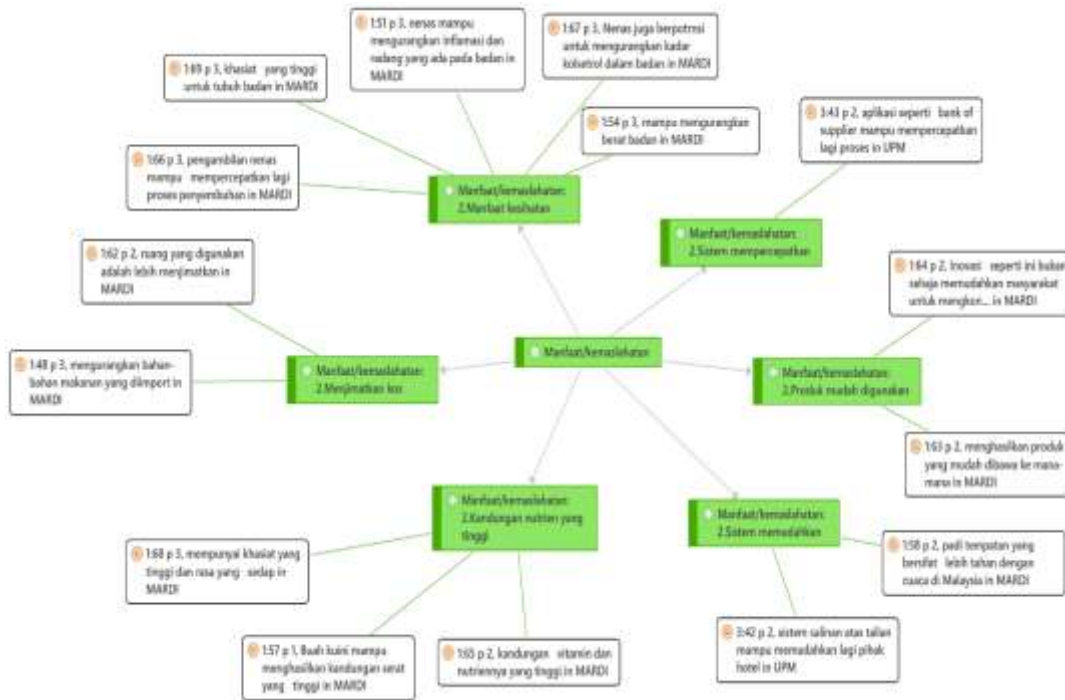 1:51 p 3, nenas mampu
mengurangkan inflamasi dan
radang yang ada pada badan in
MARDI
1:67 p 3, Nenas juga berpotnsi
untuk mengurangkan kadar
kolsetrol dalam badan in MARDI
1:69 p 3, khasiat yang tinggi
untuk tubuh badan in MARDI
1:54 p 3, mampu mengurangkan
berat badan in MARDI
3:43 p 2, aplikasi seperti bank of
supplier mampu mempercepatkan
lagi proses in UPM
1:66 p 3, pengambilan nenas
mampu mempercepatkan lagi
proses penyembuhan in MARDI
Manfaat/kemaslahatan:
2.Manfaat kesihatan
Manfaat/kemaslahatan:
2.Sistem mempercepatkan
1:62 p 2, ruang yang digunakan
adalah lebih menjimatkan in
MARDI
1:64 p 2, Inovasi seperti ini bukan
sahaja memudahkan masyarakat
untuk mengkon... in MARDI
Manfaat/kemaslahatan
1:48 p 3, mengurangkan bahan-
bahan makanan yang diimport in
MARDI
Manfaat/kemaslahatan:
2.Menjimatkan kos
Manfaat/kemaslahatan:
2.Produk mudah digunakan
1:63 p 2, menghasilkan produk
yang mudah dibawa ke mana-
mana in MARDI
Manfaat/kemaslahatan:
2.Kandungan nutrien yang
tinggi
Manfaat/kemaslahatan:
2.Sistem memudahkan
1:68 p 3, mempunyai khasiat yang
tinggi dan rasa yang sedap in
MARDI
1:58 p 2, padi tempatan yang
bersifat lebih tahan dengan
cuaca di Malaysia in MARDI
1:57 p 1, Buah kuini mampu
menghasilkan kandungan serat
yang tinggi in MARDI
1:65 p 2, kandungan vitamin dan
nutriennya yang tinggi in MARDI
3:42 p 2, sistem salinan atas talian
mampu memudahkan lagi pihak
hotel in UPM